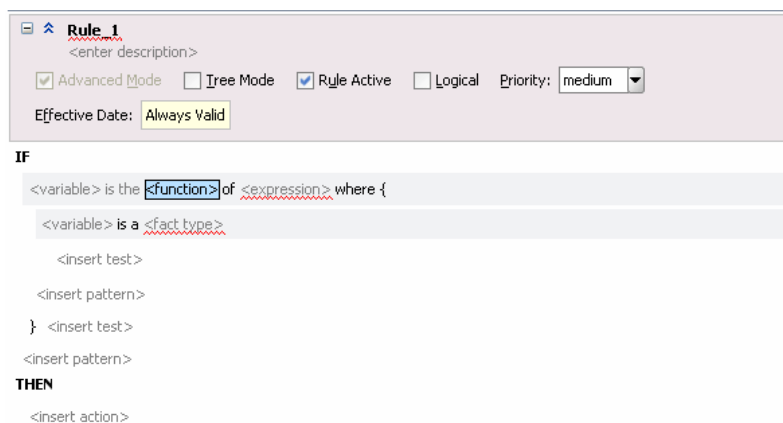 Rule_1
<enter description>
Advanced Mode Tree Mode Rule Active Logical Priority: medium
Effective Date: Always Valid
IF
<variable> is the <function> of <expression> where {
<variable> is a <fact type>
<insert test>
<insert pattern>
} <insert test>
<insert pattern>
THEN
<insert action>